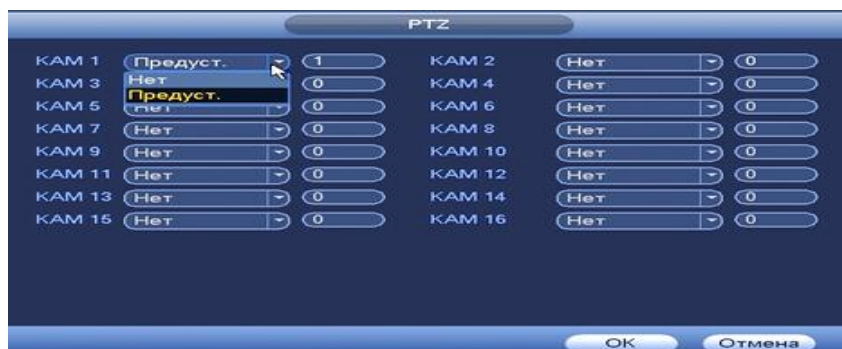 PTZ
КАМ 1 Предуст. 1 КАМ 2 Нет 0
КАМ 3 Нет 0 КАМ 4 Нет 0
Предуст.
КАМ 5 Нет 0 КАМ 6 Нет 0
КАМ 7 Нет 0 КАМ 8 Нет 0
КАМ 9 Нет 0 КАМ 10 Нет 0
КАМ 11 Нет 0 КАМ 12 Нет 0
КАМ 13 Нет 0 КАМ 14 Нет 0
КАМ 15 Нет 0 КАМ 16 Нет 0
ОК Отмена